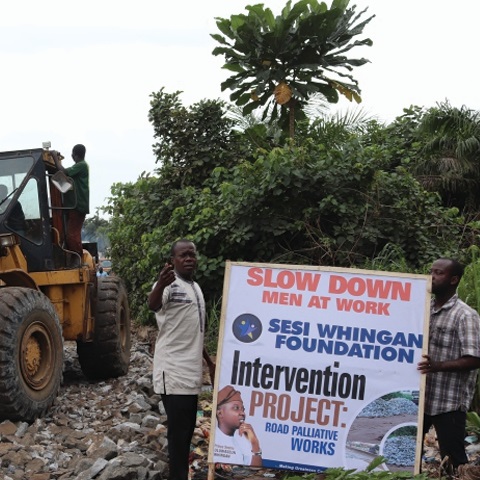 SLOW DOWN
MEN AT WORK
SESI WHINGAN
FOUNDATION
Intervention
PROJECT:
ROAD PALLIATIVE
WORKS